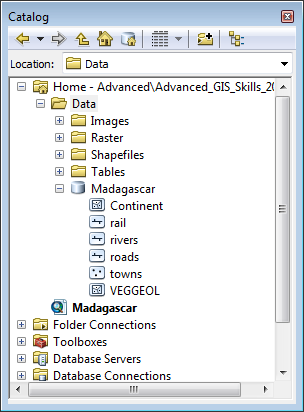 Catalog
Location: Data
Home - Advanced\Advanced_GIS_Skills_20
Data
Images
Raster
Shapefiles
Tables
Madagascar
Continent
rail
rivers
roads
towns
VEGGEOL
Madagascar
Folder Connections
Toolboxes
Database Servers
Database Connections